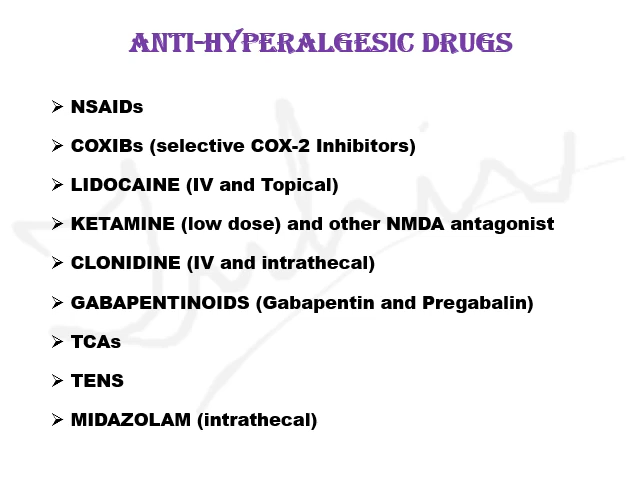 ANTI-HYPERALGESIC DRUGS
➢ NSAIDs
➢ COXIBs (selective COX-2 Inhibitors)
➢ LIDOCAINE (IV and Topical)
➢ KETAMINE (low dose) and other NMDA antagonist
➢ CLONIDINE (IV and intrathecal)
➢ GABAPENTINOIDS (Gabapentin and Pregabalin)
➢ TCAs
➢ TENS
➢ MIDAZOLAM (intrathecal)